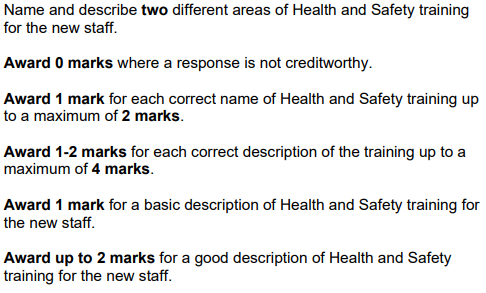 Name and describe two different areas of Health and Safety training
for the new staff.
Award 0 marks where a response is not creditworthy.
Award 1 mark for each correct name of Health and Safety training up
to a maximum of 2 marks.
Award 1-2 marks for each correct description of the training up to a
maximum of 4 marks.
Award 1 mark for a basic description of Health and Safety training for
the new staff.
Award up to 2 marks for a good description of Health and Safety
training for the new staff.